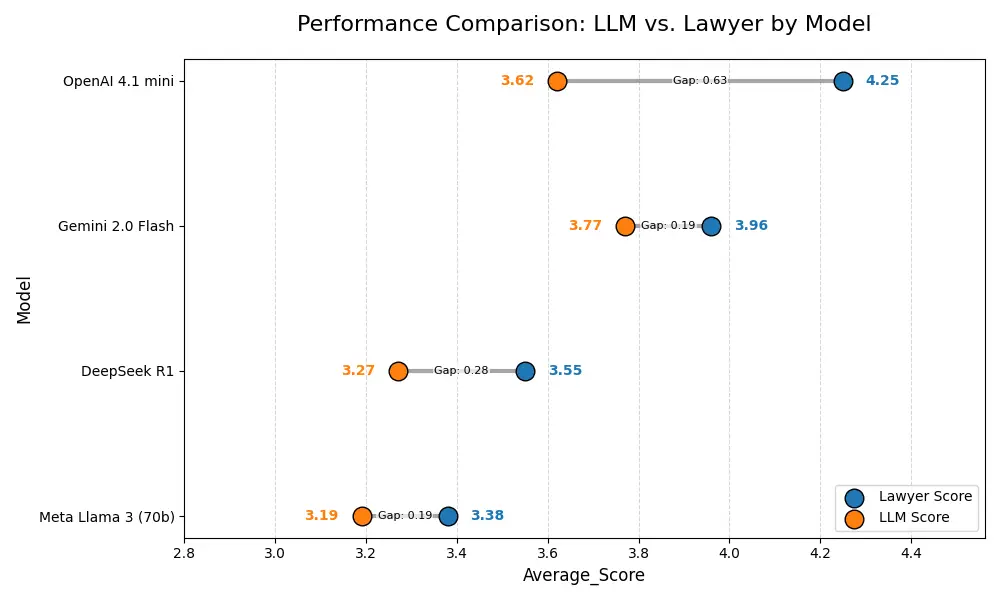 Performance Comparison: LLM vs. Lawyer by Model
OpenAI 4.1 mini
3.62
Gap: 0.63
4.25
Gemini 2.0 Flash
3.77
Gap: 0.19
3.96
Model
DeepSeek R1
3.27
Gap: 0.28
3.55
Meta Llama 3 (70b)
3.19
Gap: 0.19
3.38
Lawyer Score
LLM Score
2.8 3.0 3.2 3.4 3.6 3.8 4.0 4.2 4.4
Average_Score